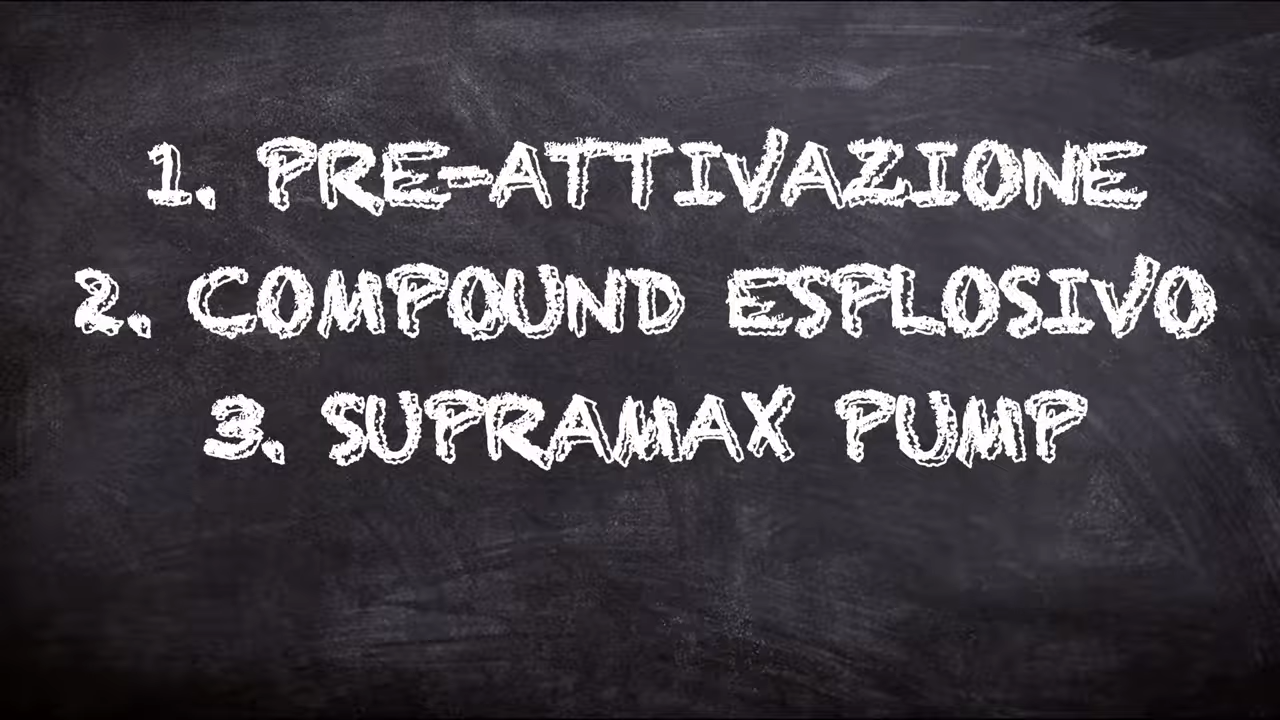 1. PRE-ATTIVAZIONE
2. COMPOUND ESPLOSIVO
3. SUPRAMAX PUMP